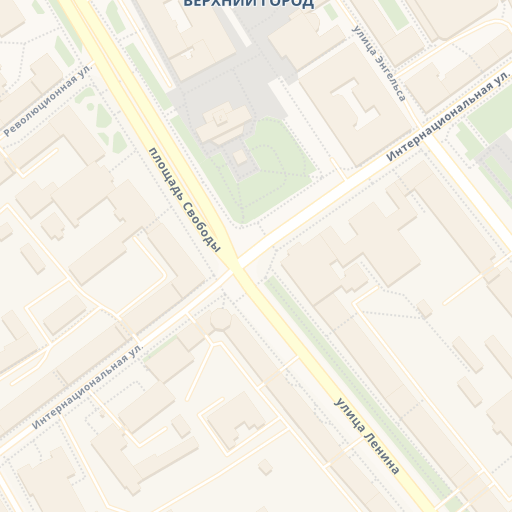 ВЕРХНИЙ ГОРОД
улица Энгельса
Революционная ул.
Интернациональная ул.
площадь Свободы
Интернациональная ул.
улица Ленина